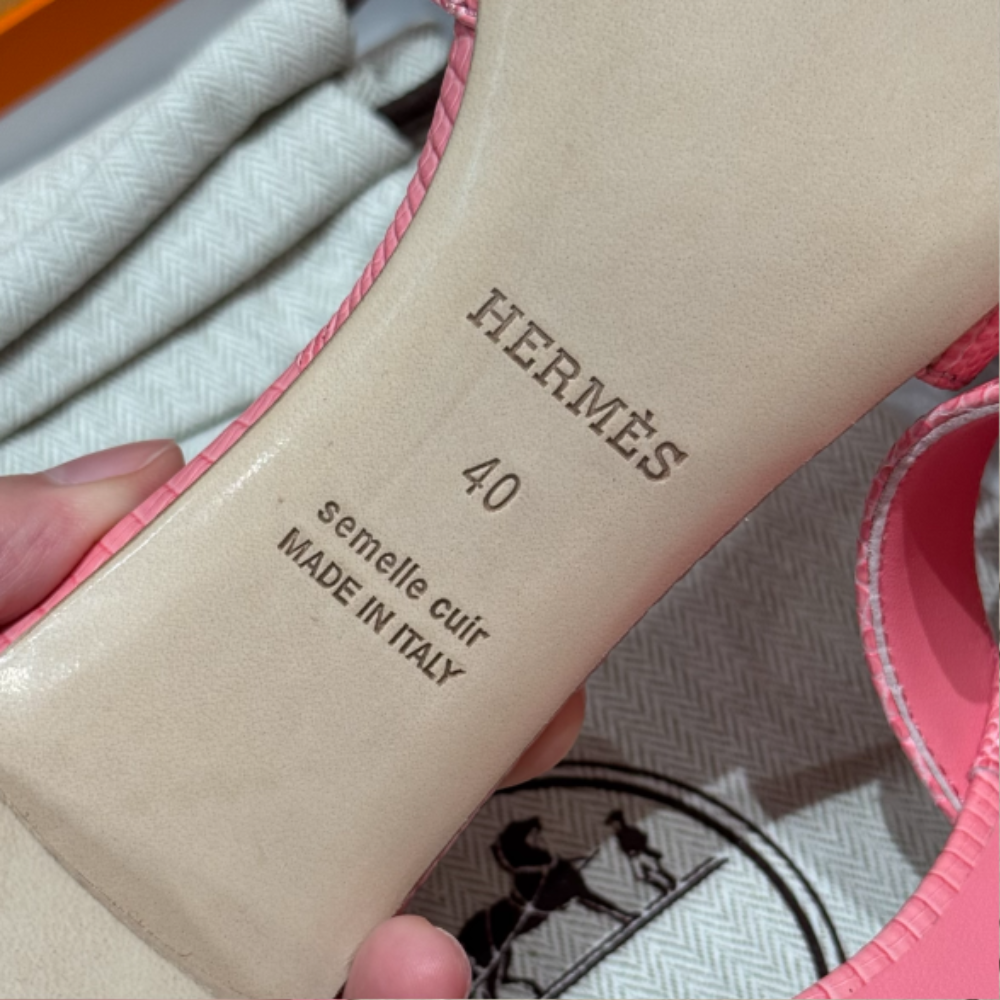 HERMÈS
40
semelle cuir
MADE IN ITALY